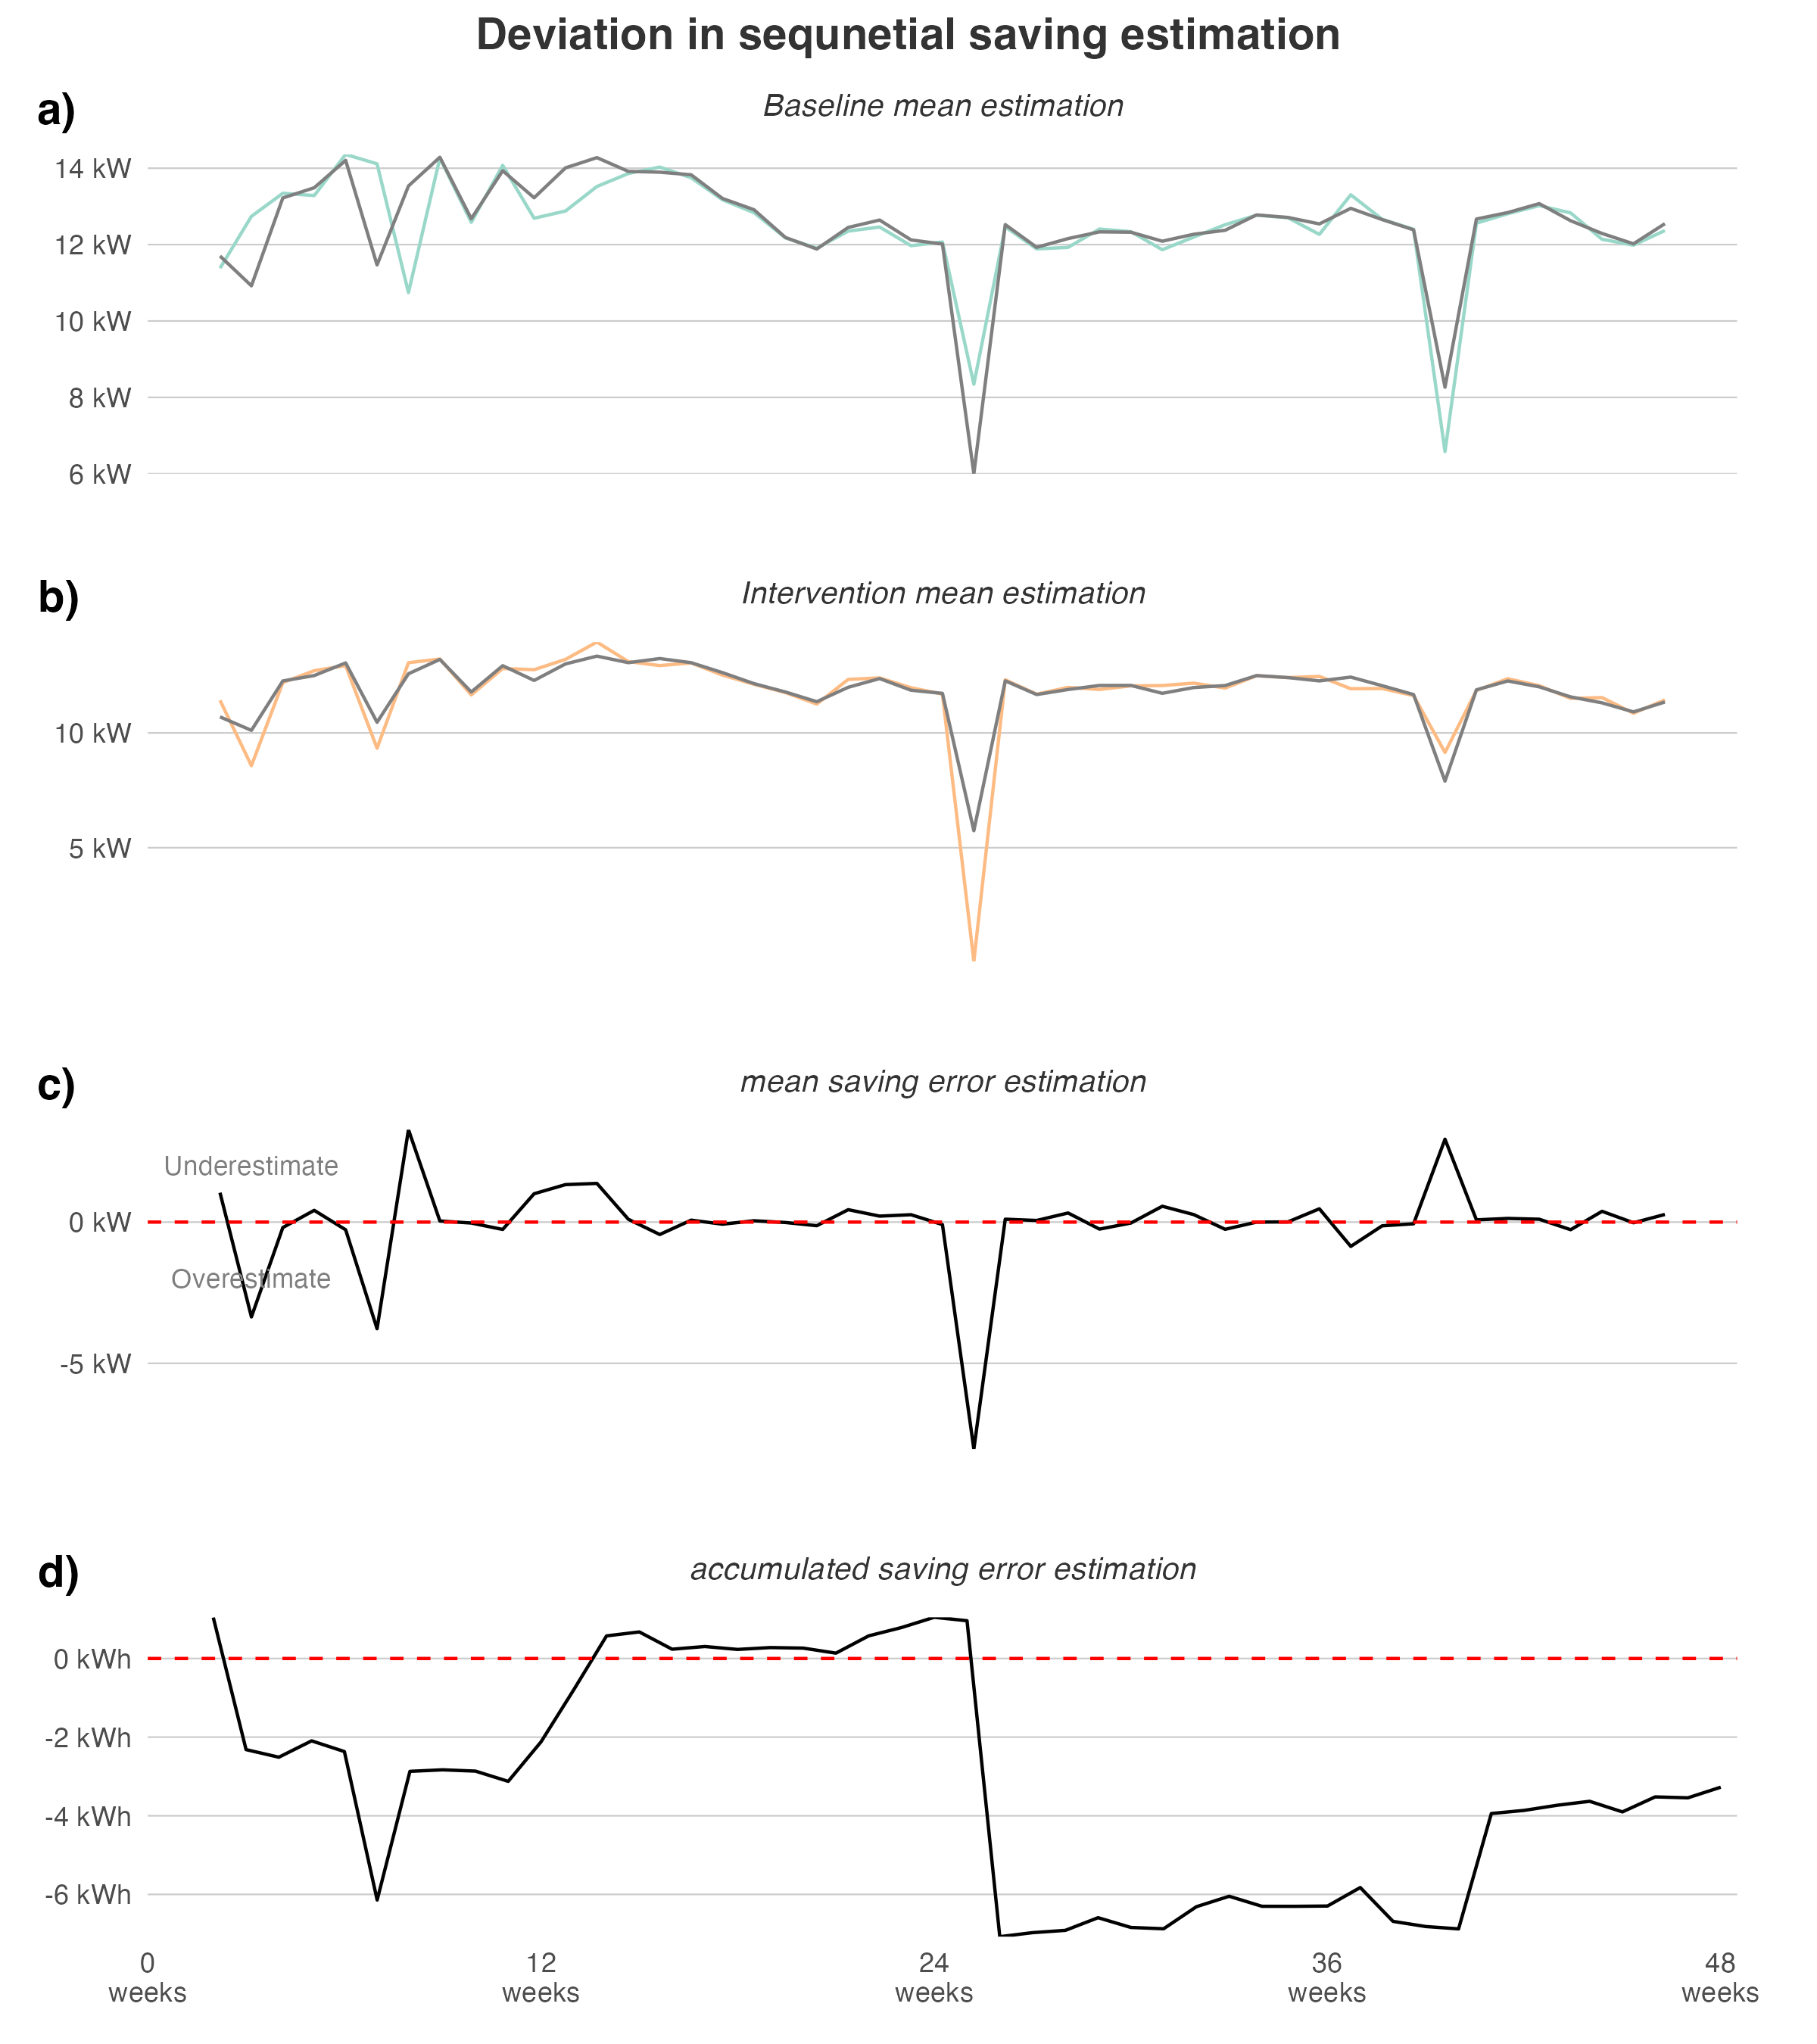 Deviation in sequnetial saving estimation
a)
Baseline mean estimation
14 kW
12 kW
10 kW
8 kW
6 kW
b)
Intervention mean estimation
10 kW
5 kW
c)
mean saving error estimation
Underestimate
0 kW
Overestimate
-5 kW
d)
accumulated saving error estimation
0 kWh
-2 kWh
-4 kWh
-6 kWh
0
weeks
12
weeks
24
weeks
36
weeks
48
weeks